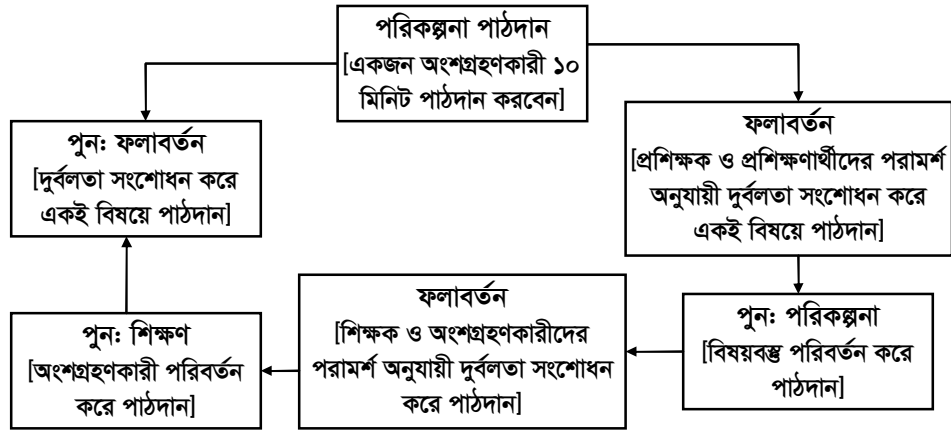 পরিকল্পনা পাঠদান
[একজন অংশগ্রহণকারী ১০
মিনিট পাঠদান করবেন]
ফলাবর্তন
[প্রশিক্ষক ও প্রশিক্ষণার্থীদের পরামর্শ
অনুযায়ী দুর্বলতা সংশোধন করে
একই বিষয়ে পাঠদান]
পুন: পরিকল্পনা
[বিষয়বস্তু পরিবর্তন করে
পাঠদান]
ফলাবর্তন
[শিক্ষক ও অংশগ্রহণকারীদের
পরামর্শ অনুযায়ী দুর্বলতা সংশোধন
করে পাঠদান]
পুন: শিক্ষণ
[অংশগ্রহণকারী পরিবর্তন
করে পাঠদান]
পুন: ফলাবর্তন
[দুর্বলতা সংশোধন করে
একই বিষয়ে পাঠদান]